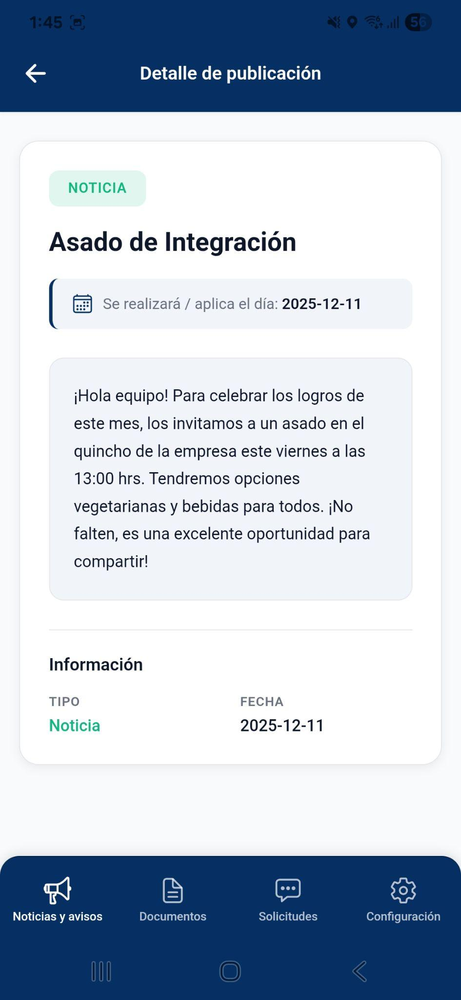 1:45
6
56
Detalle de publicación
NOTICIA
Asado de Integración
Se realizará / aplica el día: 2025-12-11
¡Hola equipo! Para celebrar los logros de
este mes, los invitamos a un asado en el
quincho de la empresa este viernes a las
13:00 hrs. Tendremos opciones
vegetarianas y bebidas para todos. ¡No
falten, es una excelente oportunidad para
compartir!
Información
TIPO
FECHA
Noticia
2025-12-11
Noticias y avisos
Documentos
Solicitudes
Configuración